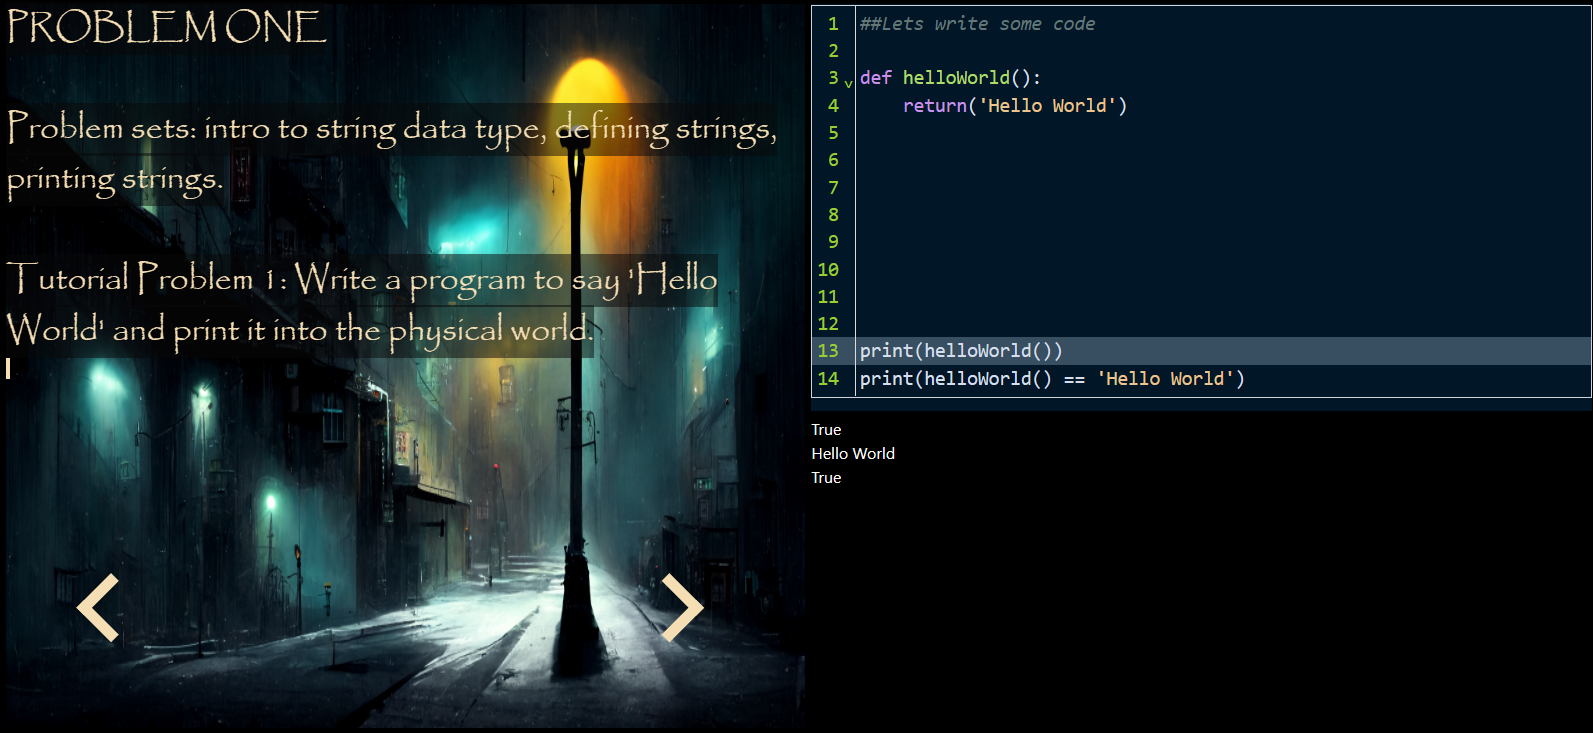 PROBLEM ONE
Problem sets: intro to string data type, defining strings,
printing strings.
Tutorial Problem 1: Write a program to say 'Hello
World' and print it into the physical world.
1 ##Lets write some code
2
3 def helloWorld():
4     return('Hello World')
5
6
7
8
9
10
11
12
13 print(helloWorld())
14 print(helloWorld() == 'Hello World')
True
Hello World
True